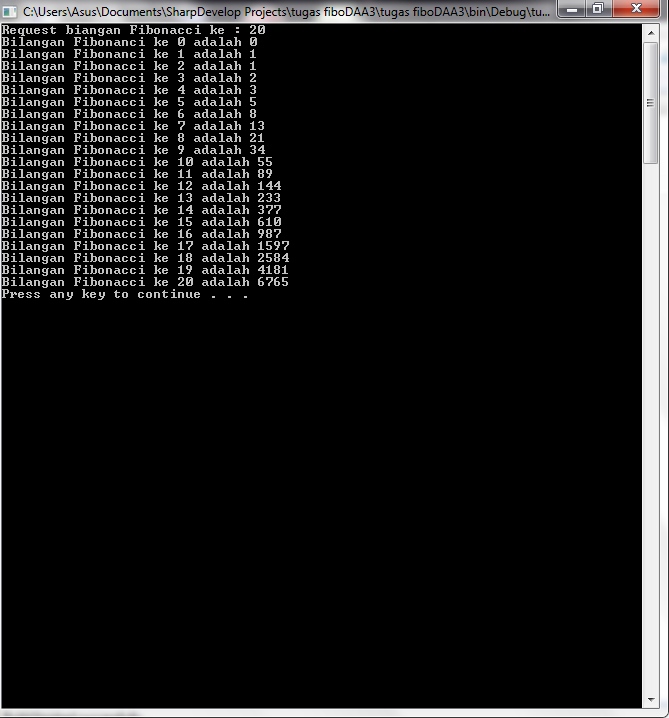 C:\Users\Asus\Documents\SharpDevelop Projects\tugas fiboDAA3\tugas fiboDAA3\bin\Debug\tu...
Request biangan Fibonacci ke : 20
Bilangan Fibonanci ke 0 adalah 0
Bilangan Fibonacci ke 1 adalah 1
Bilangan Fibonacci ke 2 adalah 1
Bilangan Fibonacci ke 3 adalah 2
Bilangan Fibonacci ke 4 adalah 3
Bilangan Fibonacci ke 5 adalah 5
Bilangan Fibonacci ke 6 adalah 8
Bilangan Fibonacci ke 7 adalah 13
Bilangan Fibonacci ke 8 adalah 21
Bilangan Fibonacci ke 9 adalah 34
Bilangan Fibonacci ke 10 adalah 55
Bilangan Fibonacci ke 11 adalah 89
Bilangan Fibonacci ke 12 adalah 144
Bilangan Fibonacci ke 13 adalah 233
Bilangan Fibonacci ke 14 adalah 377
Bilangan Fibonacci ke 15 adalah 610
Bilangan Fibonacci ke 16 adalah 987
Bilangan Fibonacci ke 17 adalah 1597
Bilangan Fibonacci ke 18 adalah 2584
Bilangan Fibonacci ke 19 adalah 4181
Bilangan Fibonacci ke 20 adalah 6765
Press any key to continue . . .